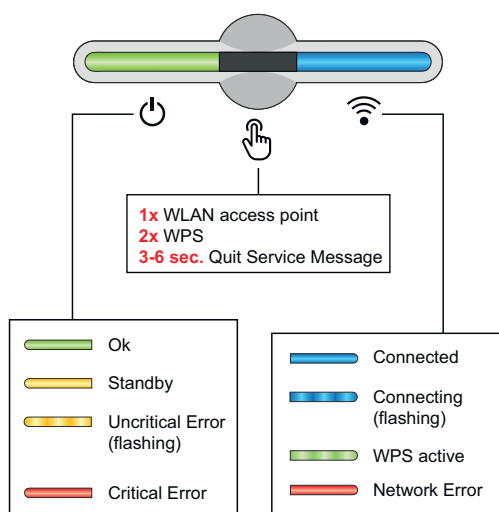 1x WLAN access point
2x WPS
3-6 sec. Quit Service Message
Ok
Standby
Uncritical Error
(flashing)
Critical Error
Connected
Connecting
(flashing)
WPS active
Network Error